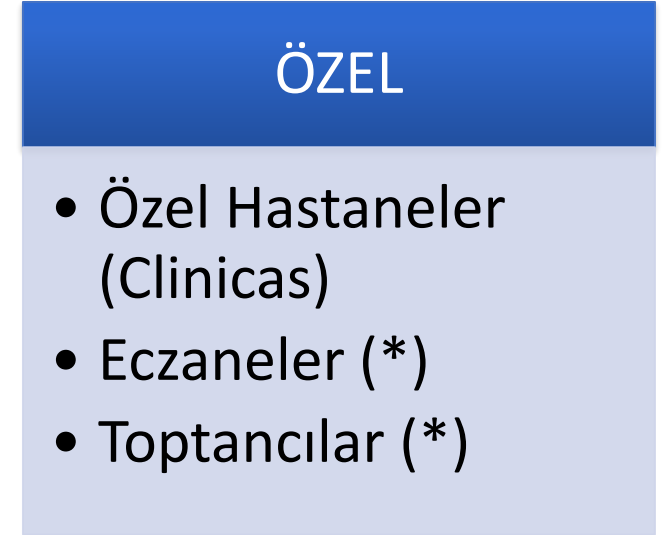 ÖZEL
• Özel Hastaneler
(Clinicas)
• Eczaneler (*)
• Toptancılar (*)